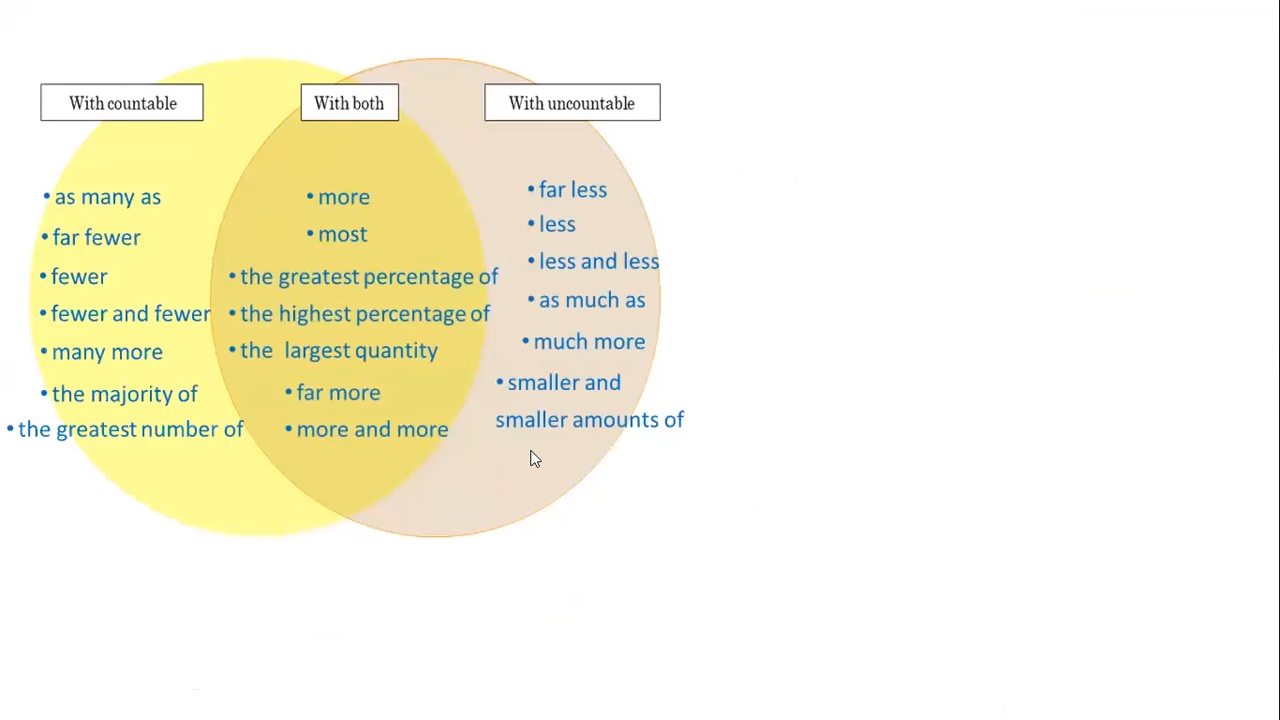 With countable
• as many as
• far fewer
• fewer
• fewer and fewer
• many more
• the majority of
• the greatest number of
With both
• more
• most
• the greatest percentage of
• the highest percentage of
• the largest quantity
• far more
• more and more
With uncountable
• far less
• less
• less and less
• as much as
• much more
• smaller and
smaller amounts of